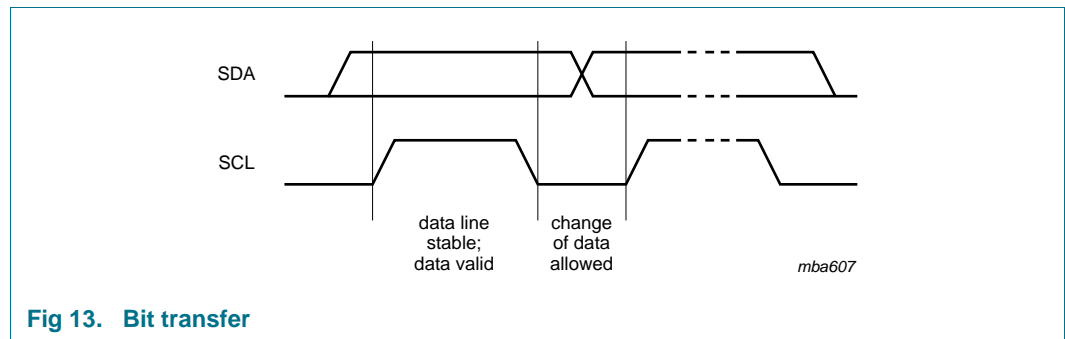 SDA
SCL
data line
stable;
data valid
change
of data
allowed
mba607
Fig 13. Bit transfer